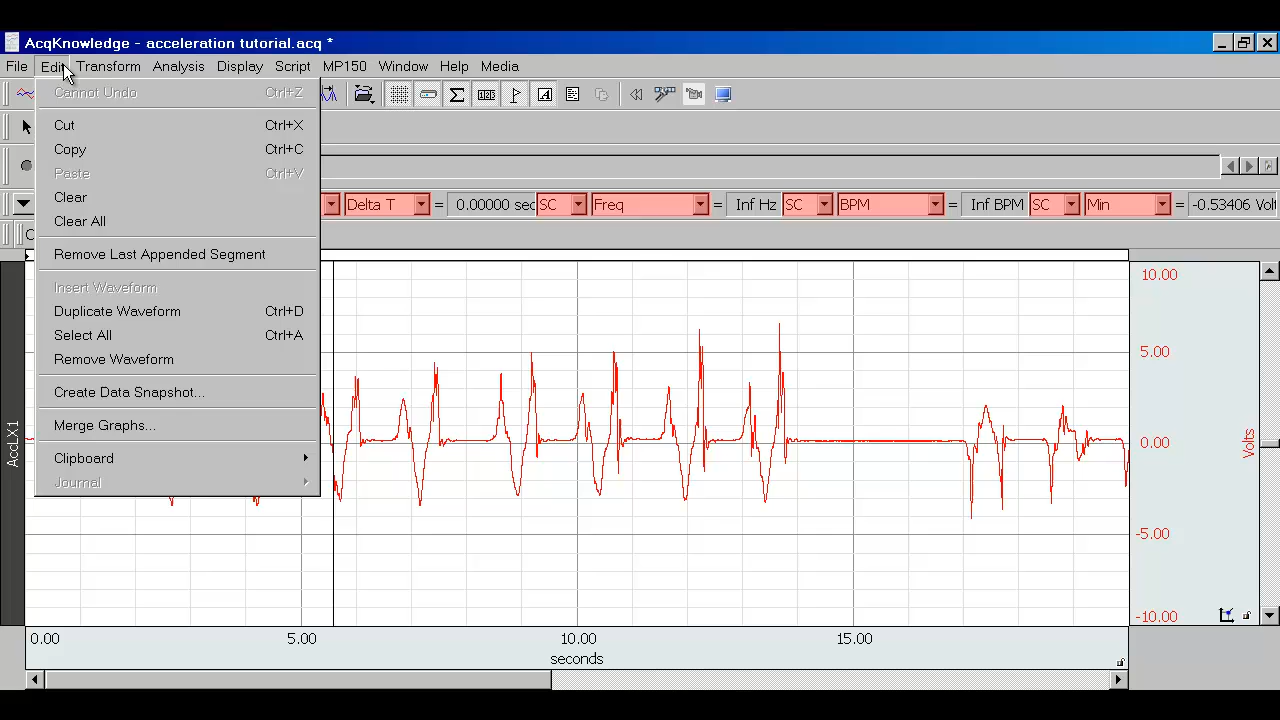 AcqKnowledge - acceleration tutorial.acq *
File Edit Transform Analysis Display Script MP150 Window Help Media
Cannot Undo Ctrl+Z
Cut Ctrl+X
Copy Ctrl+C
Paste Ctrl+V
Clear
Clear All
Remove Last Appended Segment
Insert Waveform
Duplicate Waveform Ctrl+D
Select All Ctrl+A
Remove Waveform
Create Data Snapshot...
Merge Graphs...
Clipboard
Journal
Delta T = 0.00000 sec SC Freq = Inf Hz SC BPM = Inf BPM SC Min = -0.53406 Volt
AccLX1
10.00
5.00
0.00
-5.00
-10.00
Volts
0.00 5.00 10.00 15.00
seconds